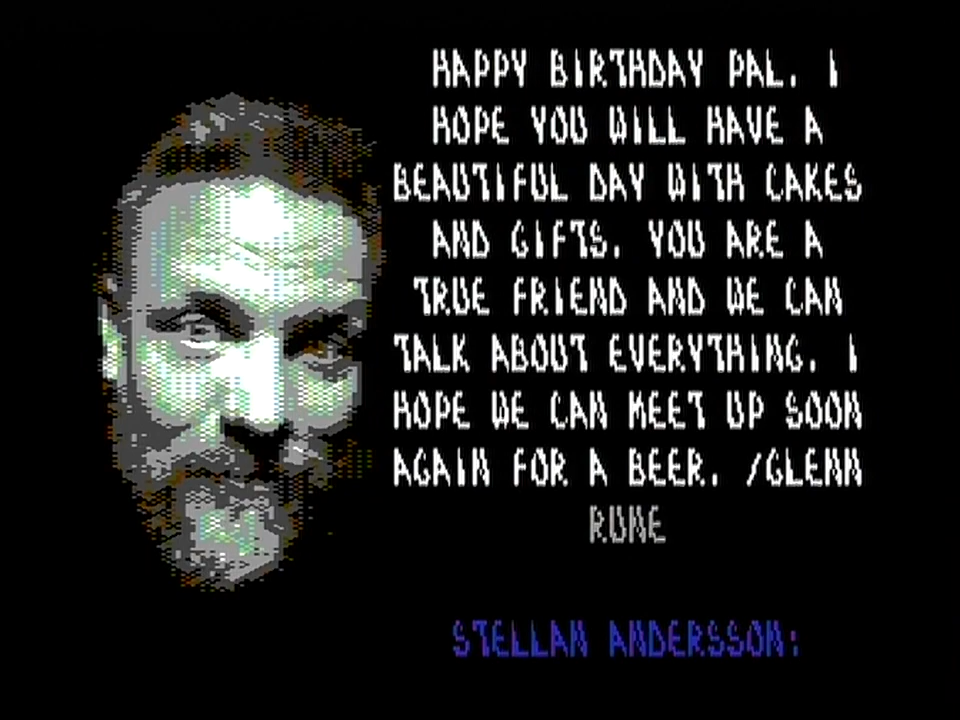 HAPPY BIRTHDAY PAL. I
HOPE YOU WILL HAVE A
BEAUTIFUL DAY WITH CAKES
AND GIFTS. YOU ARE A
TRUE FRIEND AND WE CAN
TALK ABOUT EVERYTHING. I
HOPE WE CAN MEET UP SOON
AGAIN FOR A BEER. /GLENN
RUNE
STELLAN ANDERSSON: